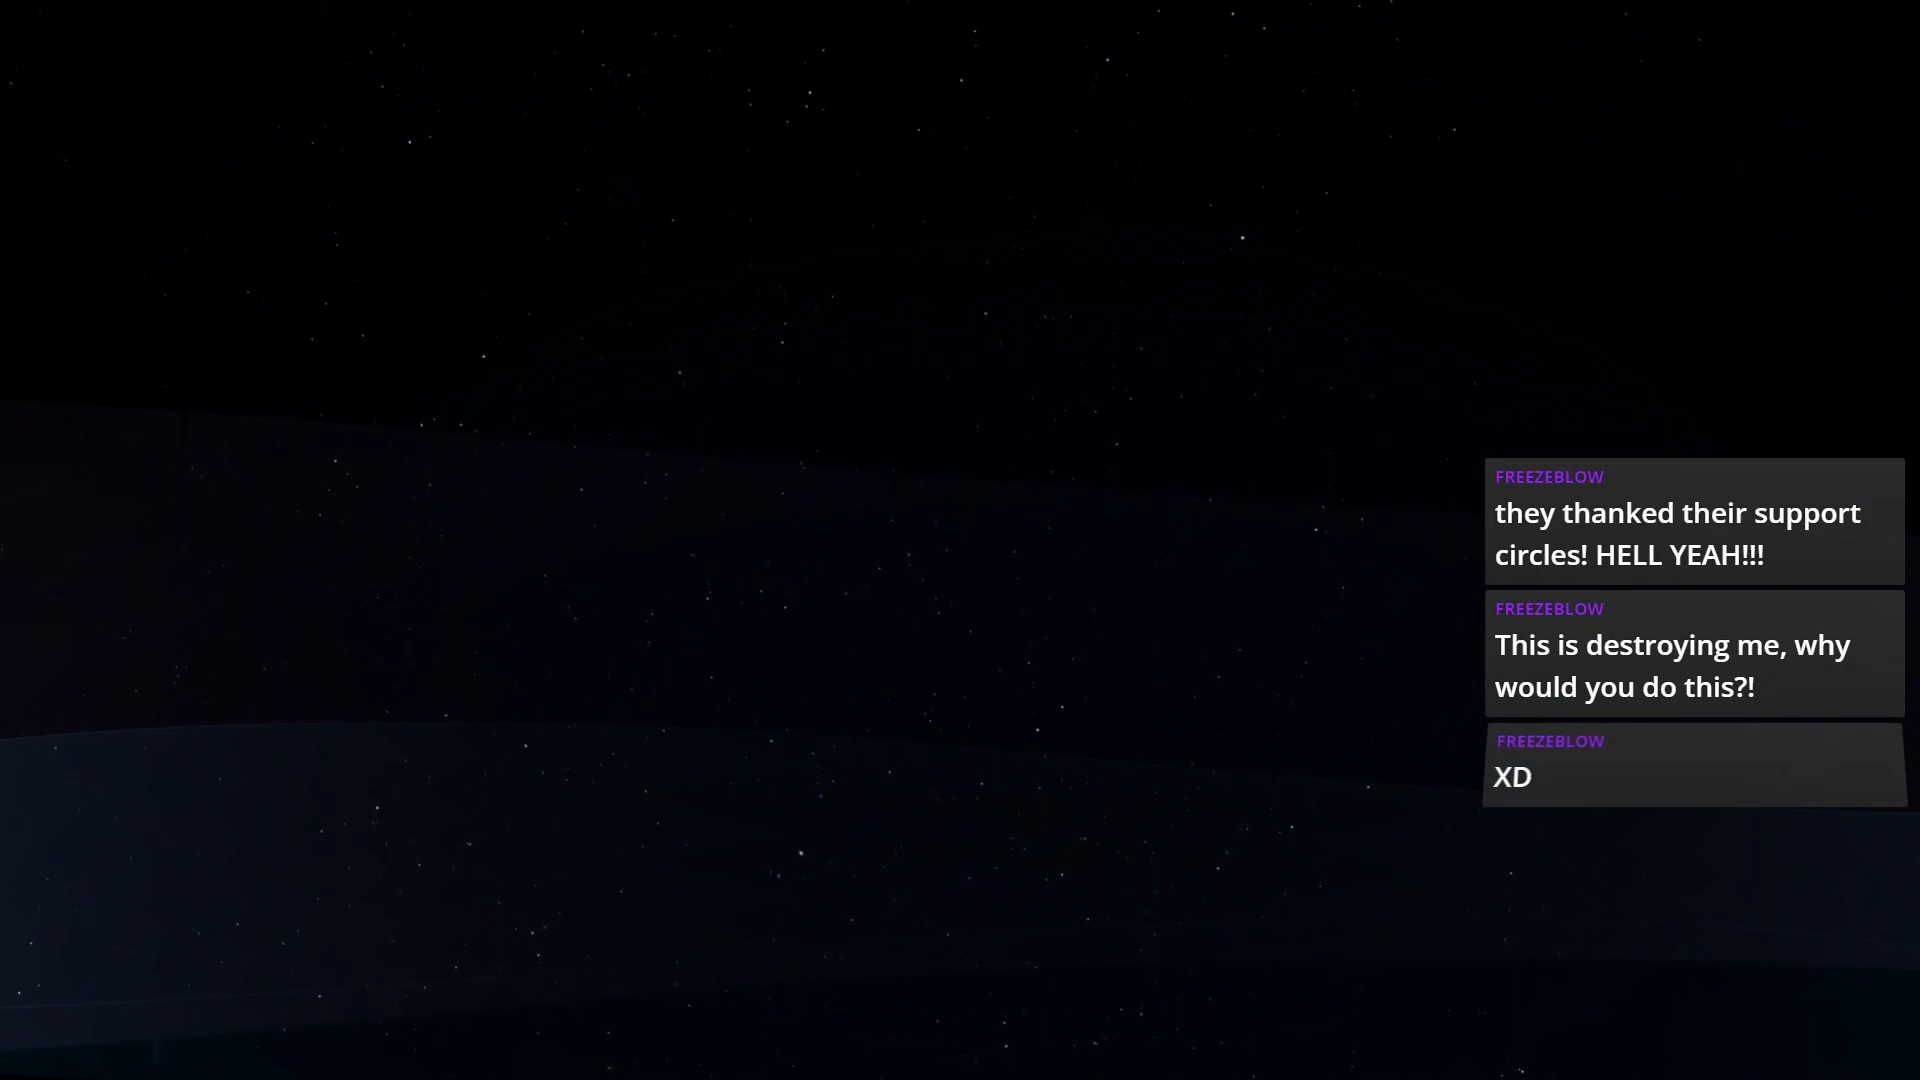 FREEZEBLOW
they thanked their support
circles! HELL YEAH!!!
FREEZEBLOW
This is destroying me, why
would you do this?!
FREEZEBLOW
XD